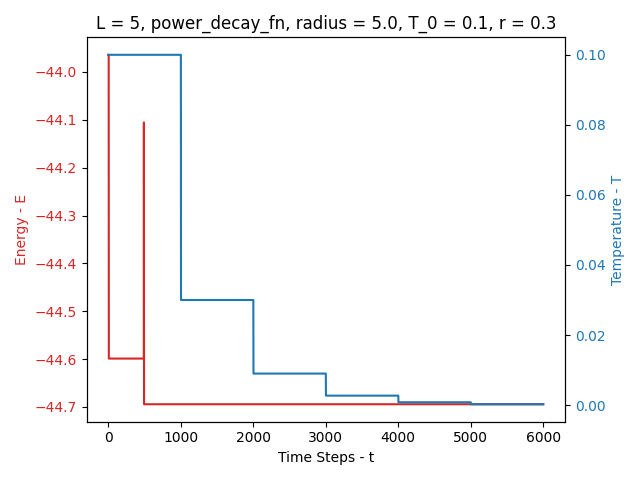 L = 5, power_decay_fn, radius = 5.0, T_0 = 0.1, r = 0.3
Energy - E
−44.0
−44.1
−44.2
−44.3
−44.4
−44.5
−44.6
−44.7
0.10
0.08
0.06
0.04
0.02
0.00
Temperature - T
0 1000 2000 3000 4000 5000 6000
Time Steps - t